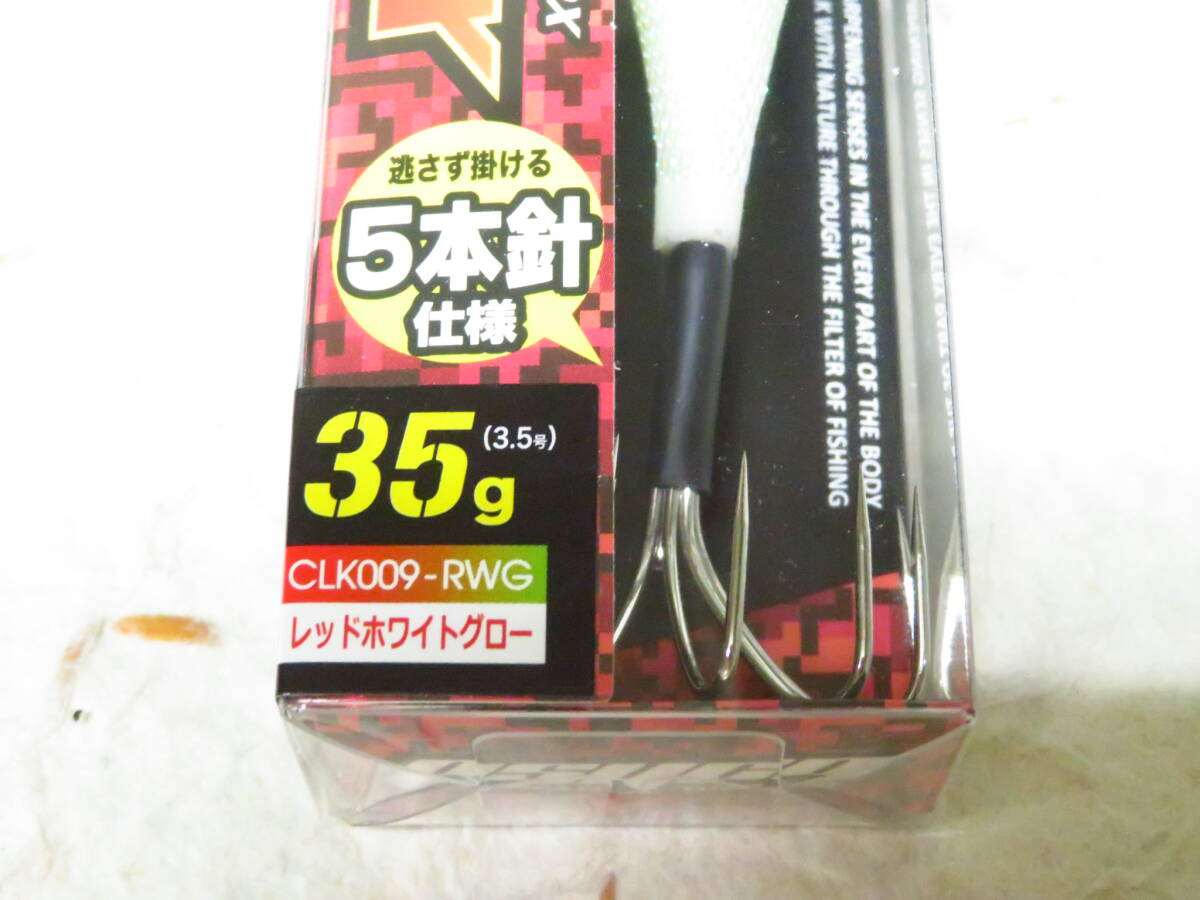 逃さず掛ける
5本針
仕様
35g
(3.5号)
CLK009-RWG
レッドホワイトグロー
SENSES IN THE EVERY PART OF THE BODY
WITH NATURE THROUGH THE FILTER OF FISHING